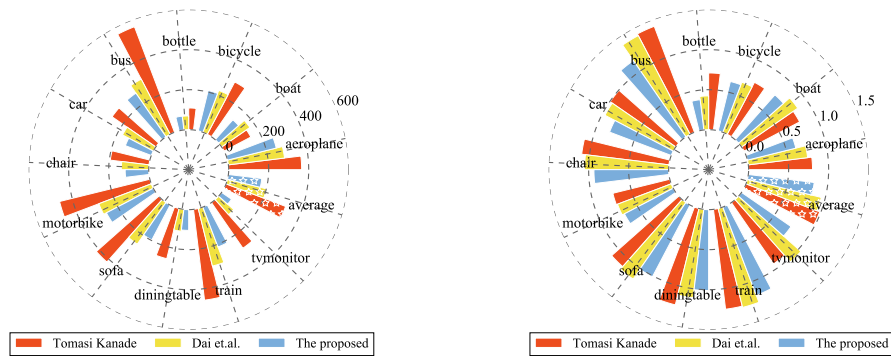 bottle
bicycle
bus
boat
600
400
car
200
0
aeroplane
chair
average
motorbike
sofa
tvmonitor
diningtable
train
Tomasi Kanade
Dai et.al.
The proposed
bottle
bicycle
bus
boat
1.5
1.0
car
0.5
0.0
aeroplane
chair
average
motorbike
sofa
tvmonitor
diningtable
train
Tomasi Kanade
Dai et.al.
The proposed